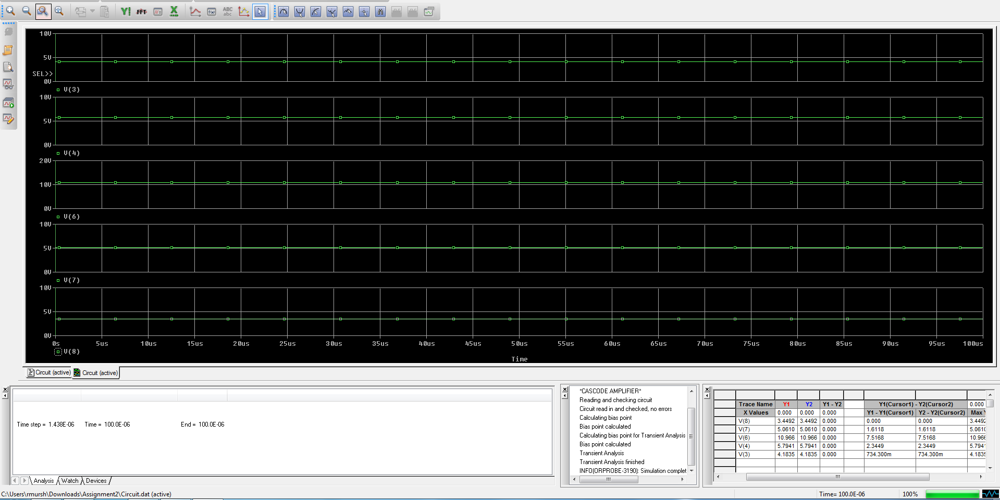 Y! FFT
f(x) ABC
abc
10V
5V
SEL>>
0V
V(3)
10V
5V
0V
V(4)
20V
10V
0V
V(6)
10V
5V
0V
V(7)
10V
5V
0V
0s 5us 10us 15us 20us 25us 30us 35us 40us 45us 50us 55us 60us 65us 70us 75us 80us 85us 90us 95us 100us
V(8)
Time
Circuit (active) Circuit (active)
Time step = 1.438E-06 Time = 100.0E-06 End = 100.0E-06
Analysis Watch Devices
*CASCODE AMPLIFIER*
Reading and checking circuit
Circuit read in and checked, no errors
Calculating bias point
Bias point calculated
Calculating bias point for Transient Analysis
Bias point calculated
Transient Analysis
Transient Analysis finished
INFO(ORPROBE-3190): Simulation complet
Trace Name Y1 Y2 Y1 - Y2 Y1(Cursor1) - Y2(Cursor2) 0.000
X Values 0.000 0.000 0.000 Y1 - Y1(Cursor1) Y2 - Y2(Cursor2) Max Y
V(8) 3.4492 3.4492 0.000 0.000 0.000 3.4492
V(7) 5.0610 5.0610 0.000 1.6118 1.6118 5.0610
V(6) 10.966 10.966 0.000 7.5168 7.5168 10.966
V(4) 5.7941 5.7941 0.000 2.3449 2.3449 5.7941
V(3) 4.1835 4.1835 0.000 734.300m 734.300m 4.1835
C:\Users\rmursh\Downloads\Assignment2\Circuit.dat (active) Time= 100.0E-06 100%